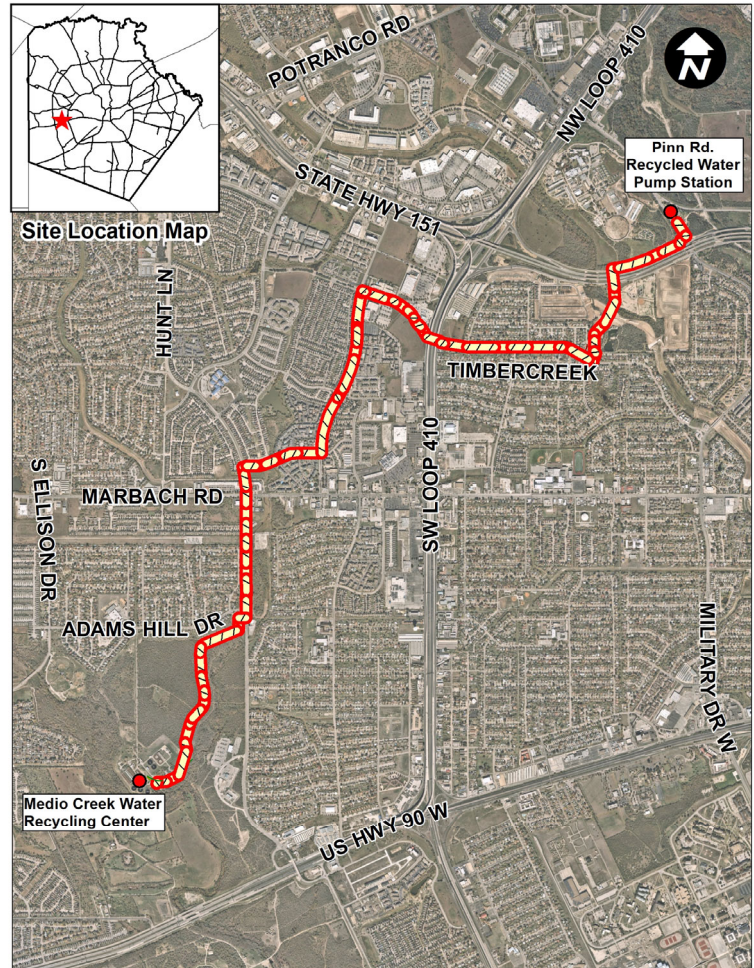 POTRANCO RD
NW LOOP 410
N
Pinn Rd.
Recycled Water
Pump Station
STATE HWY 151
Site Location Map
HUNT LN
TIMBERCREEK
SW LOOP 410
MARBACH RD
S ELLISON DR
ADAMS HILL DR
MILITARY DR W
Medio Creek Water
Recycling Center
US HWY 90 W